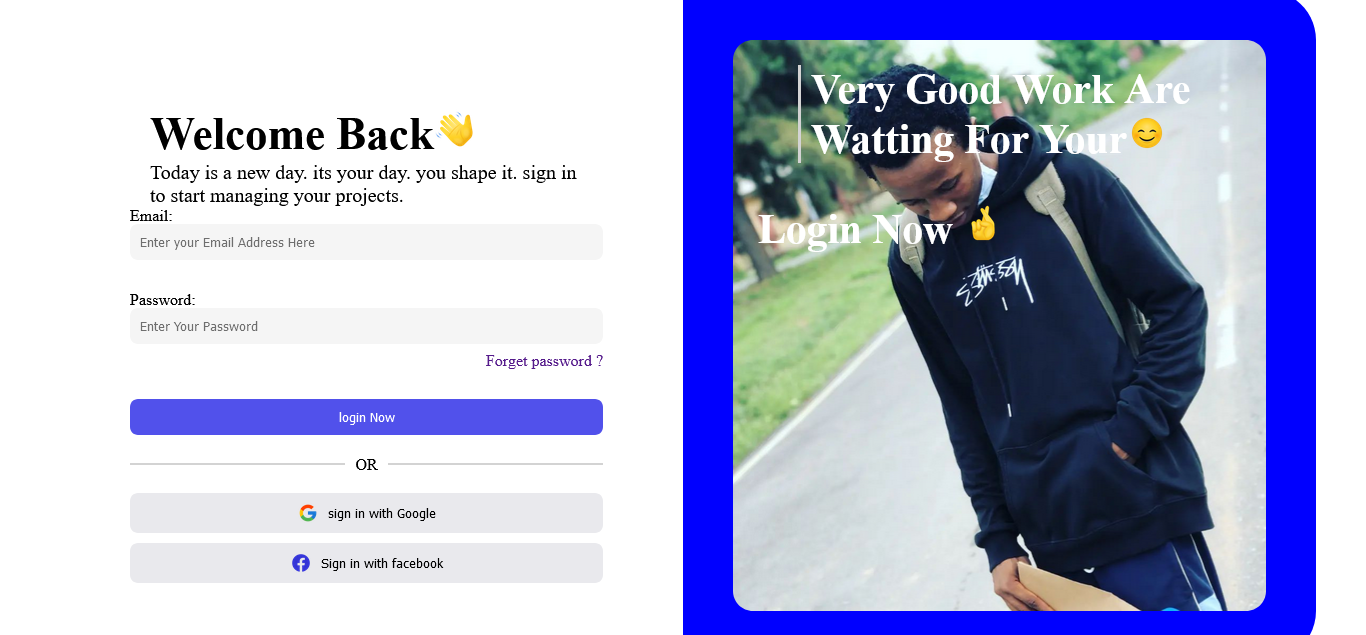 Welcome Back👋
Today is a new day. its your day. you shape it. sign in
to start managing your projects.
Email:
Enter your Email Address Here
Password:
Enter Your Password
Forget password ?
login Now
OR
sign in with Google
Sign in with facebook
Very Good Work Are
Watting For Your😊
Login Now 🤞
Stüssy